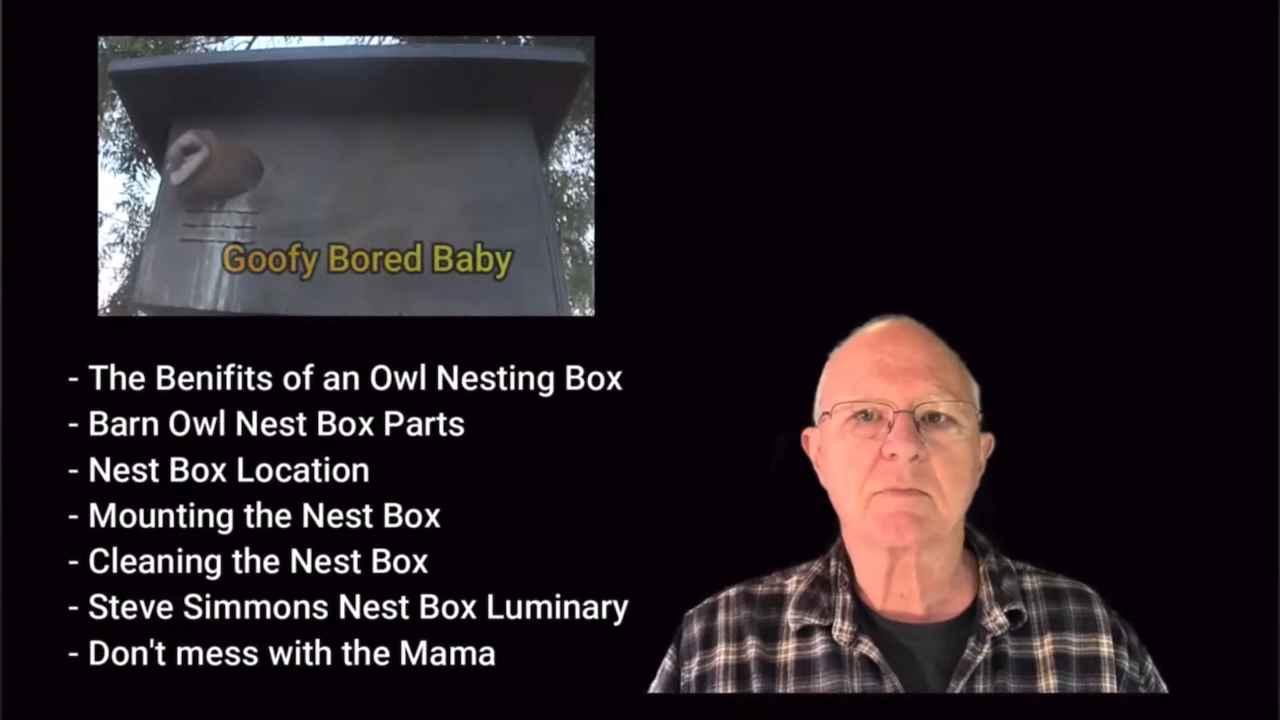 Goofy Bored Baby
- The Benifits of an Owl Nesting Box
- Barn Owl Nest Box Parts
- Nest Box Location
- Mounting the Nest Box
- Cleaning the Nest Box
- Steve Simmons Nest Box Luminary
- Don't mess with the Mama